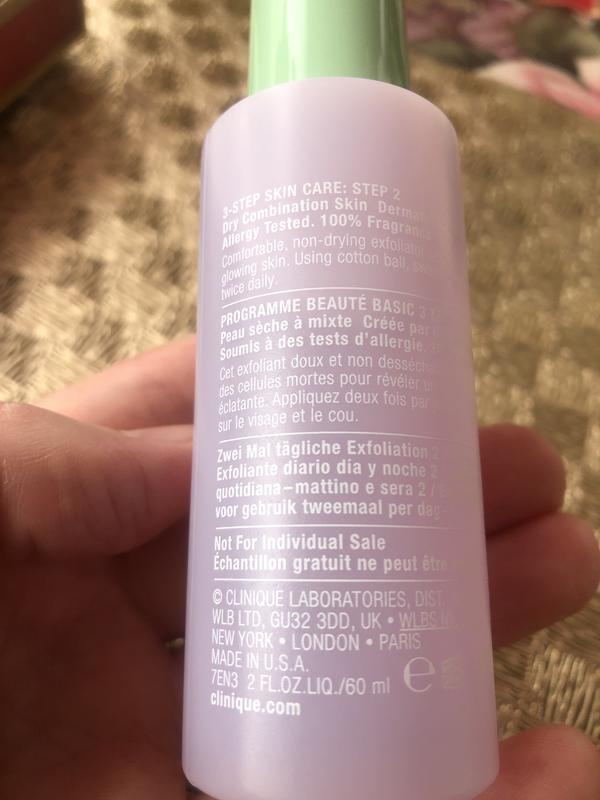 3-STEP SKIN CARE: STEP 2
Dry Combination Skin
Allergy Tested. 100%
Comfortable, non-drying
glowing skin. Using cotton ball,
twice daily.
PROGRAMME BEAUTÉ BASIC 3
Peau sèche à mixte Créée par
Soumis à des tests d'allergie.
Cet exfoliant doux et non
des cellules mortes pour révéler
éclatante. Appliquez deux fois par
sur le visage et le cou.
Zwei Mal tägliche Exfoliation 2
Exfoliante diario día y noche 2
quotidiana–mattino e sera 2 /
voor gebruik tweemaal per dag
Not For Individual Sale
Échantillon gratuit ne peut être
© CLINIQUE LABORATORIES, DIST.
WLB LTD, GU32 3DD, UK • WLBS
NEW YORK • LONDON • PARIS
MADE IN U.S.A.
7EN3 2 FL.OZ.LIQ./60 ml ℮
clinique.com